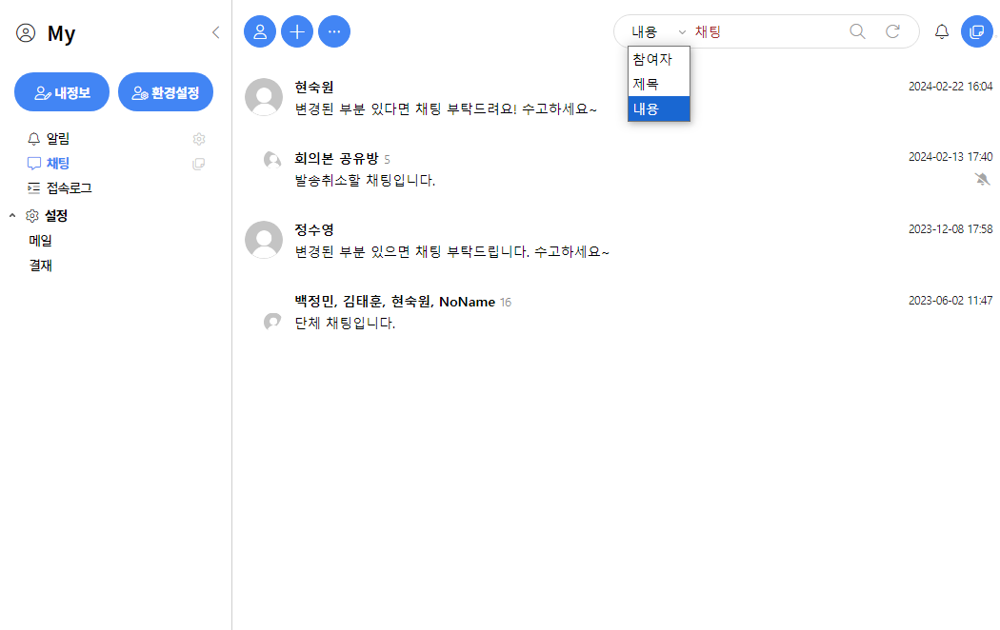 My
내정보
환경설정
알림
채팅
접속로그
설정
메일
결재
내용 채팅
참여자
제목
내용
현숙원 2024-02-22 16:04
변경된 부분 있다면 채팅 부탁드려요! 수고하세요~
회의본 공유방 5 2024-02-13 17:40
발송취소할 채팅입니다.
정수영 2023-12-08 17:58
변경된 부분 있으면 채팅 부탁드립니다. 수고하세요~
백정민, 김태훈, 현숙원, NoName 16 2023-06-02 11:47
단체 채팅입니다.